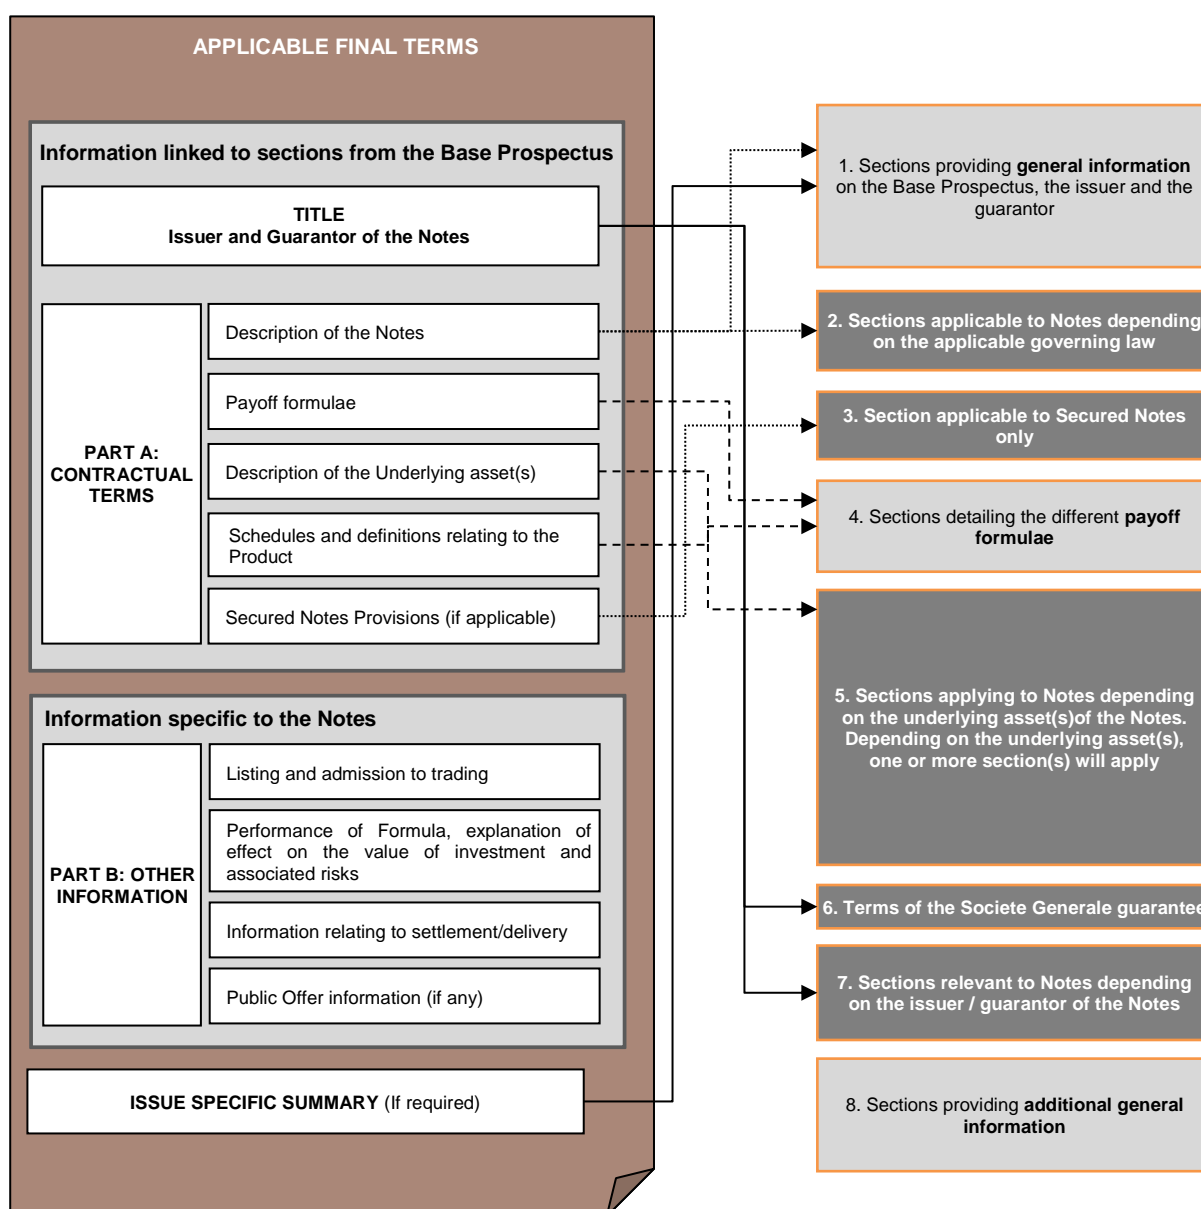 APPLICABLE FINAL TERMS
Information linked to sections from the Base Prospectus
TITLE
Issuer and Guarantor of the Notes
PART A:
CONTRACTUAL
TERMS
Description of the Notes
Payoff formulae
Description of the Underlying asset(s)
Schedules and definitions relating to the
Product
Secured Notes Provisions (if applicable)
Information specific to the Notes
PART B: OTHER
INFORMATION
Listing and admission to trading
Performance of Formula, explanation of
effect on the value of investment and
associated risks
Information relating to settlement/delivery
Public Offer information (if any)
ISSUE SPECIFIC SUMMARY (If required)
1. Sections providing general information
on the Base Prospectus, the issuer and the
guarantor
2. Sections applicable to Notes depending
on the applicable governing law
3. Section applicable to Secured Notes
only
4. Sections detailing the different payoff
formulae
5. Sections applying to Notes depending
on the underlying asset(s)of the Notes.
Depending on the underlying asset(s),
one or more section(s) will apply
6. Terms of the Societe Generale guarantee
7. Sections relevant to Notes depending
on the issuer / guarantor of the Notes
8. Sections providing additional general
information